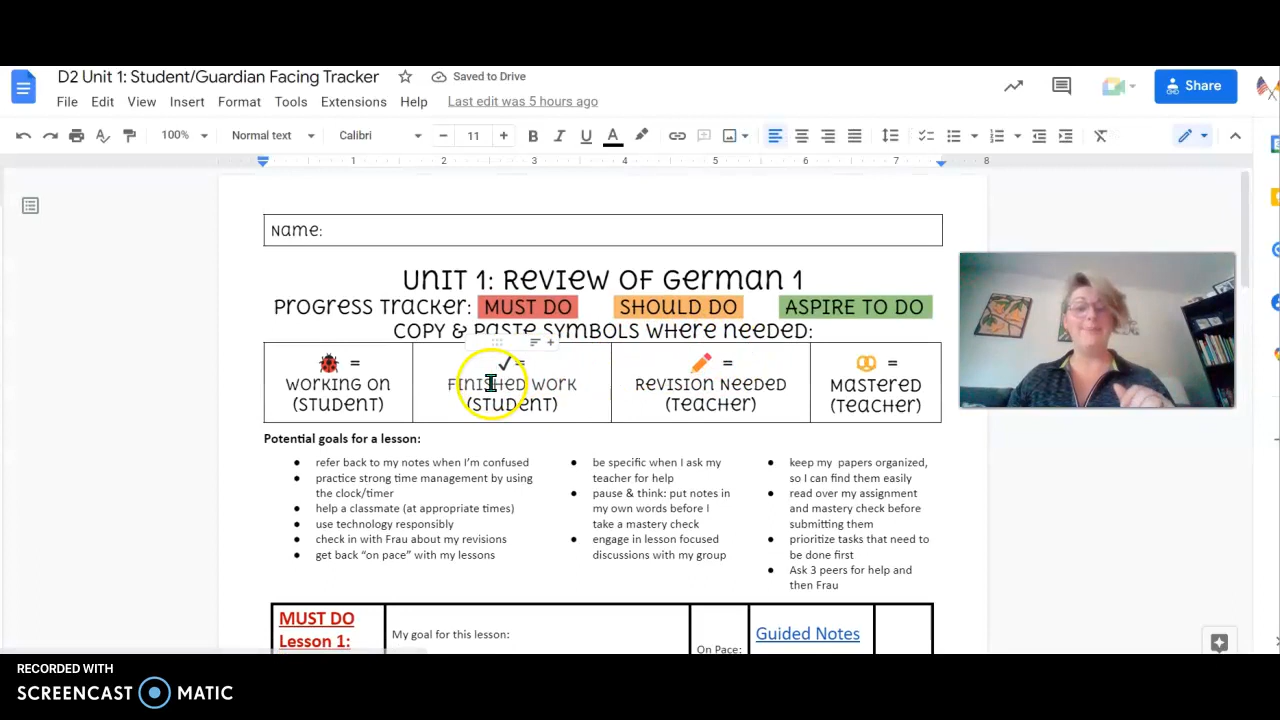 D2 Unit 1: Student/Guardian Facing Tracker
Saved to Drive
File Edit View Insert Format Tools Extensions Help Last edit was 5 hours ago
Share
100% Normal text Calibri 11
1 2 3 4 5 6 7 8
Name:
Unit 1: Review of German 1
Progress Tracker: MUST DO SHOULD DO ASPIRE TO DO
Copy & Paste symbols where needed:
🐞 =
Working on
(Student)
✓=
Finished Work
(Student)
✏️ =
Revision Needed
(Teacher)
🥨 =
Mastered
(Teacher)
Potential goals for a lesson:
● refer back to my notes when I'm confused
● practice strong time management by using
the clock/timer
● help a classmate (at appropriate times)
● use technology responsibly
● check in with Frau about my revisions
● get back "on pace" with my lessons
● be specific when I ask my
teacher for help
● pause & think: put notes in
my own words before I
take a mastery check
● engage in lesson focused
discussions with my group
● keep my papers organized,
so I can find them easily
● read over my assignment
and mastery check before
submitting them
● prioritize tasks that need to
be done first
● Ask 3 peers for help and
then Frau
MUST DO
Lesson 1:
My goal for this lesson:
On Pace:
Guided Notes
RECORDED WITH
SCREENCAST MATIC